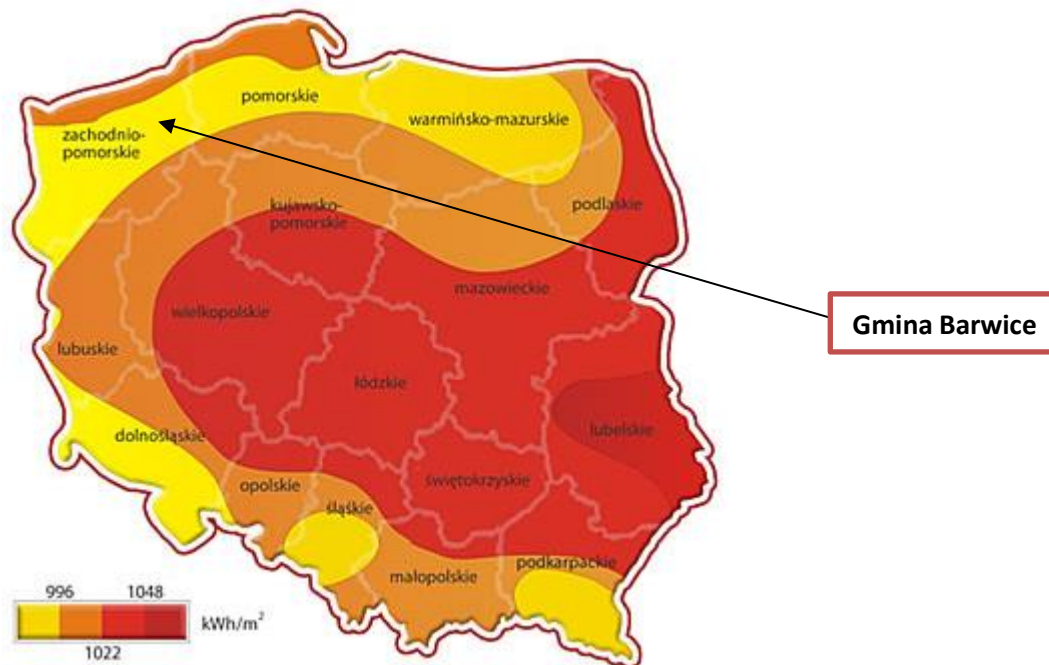 pomorskie
warmińsko-mazurskie
zachodnio-
pomorskie
podlaskie
kujawsko-
pomorskie
mazowieckie
wielkopolskie
Gmina Barwice
lubuskie
łódzkie
lubelskie
dolnośląskie
opolskie
świętokrzyskie
śląskie
małopolskie
podkarpackie
996 1048
kWh/m²
1022